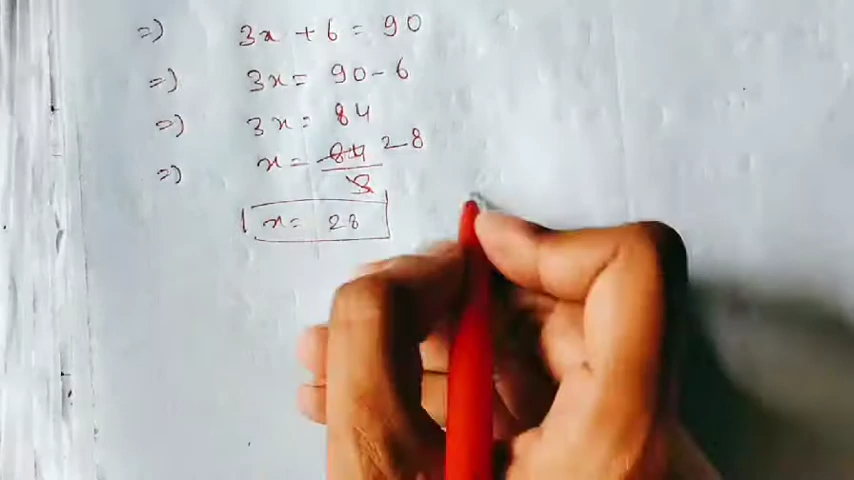 => 3x + 6 = 90
=> 3x = 90 - 6
=> 3x = 84
=> x = 84/3 28
x = 28